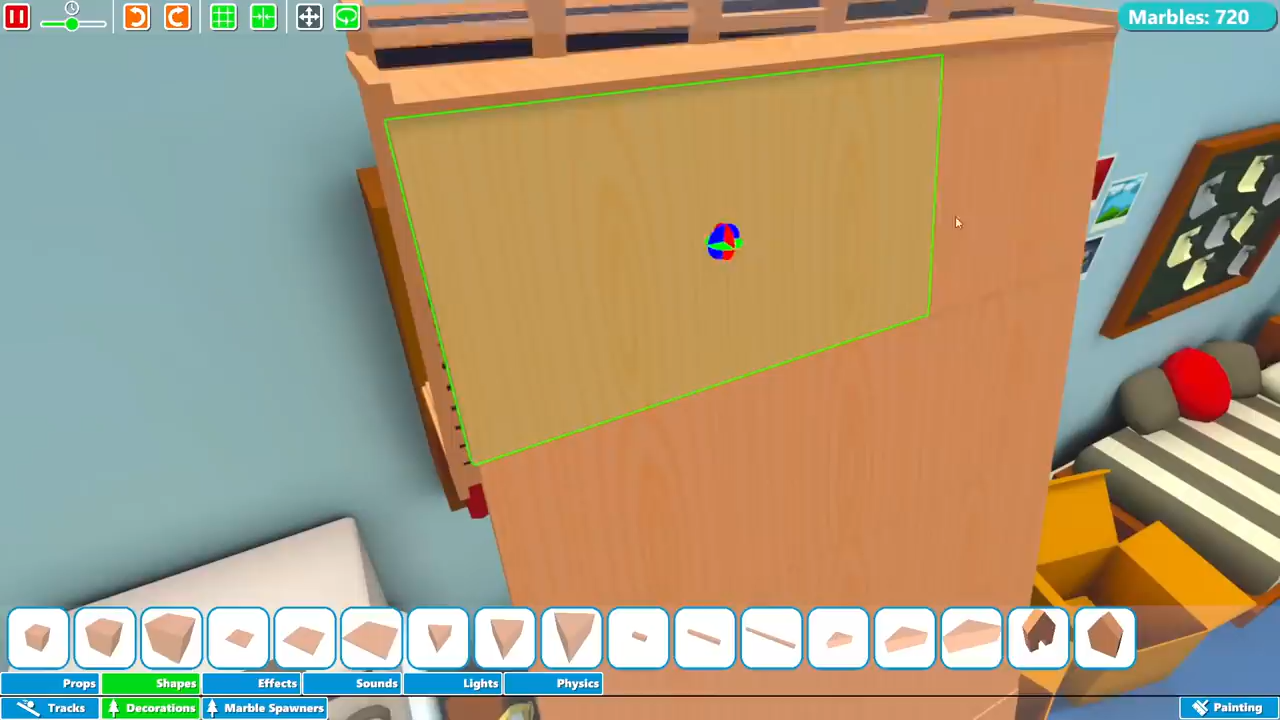 Marbles: 720
Props
Shapes
Effects
Sounds
Lights
Physics
Tracks
Decorations
Marble Spawners
Painting